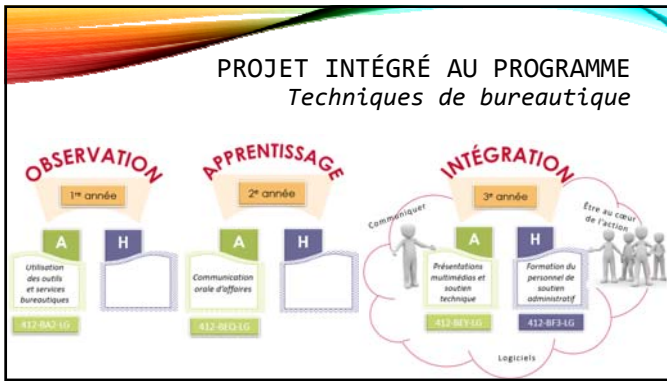 PROJET INTÉGRÉ AU PROGRAMME
Techniques de bureautique
OBSERVATION
1re année
A
H
Utilisation
des outils
et services
bureautiques
412-BA2-LG
APPRENTISSAGE
2e année
A
H
Communication
orale d'affaires
412-BEQ-LG
INTÉGRATION
3e année
Communiquer
Être au cœur
de l'action
A
H
Présentations
multimédias et
soutien
technique
412-BEY-LG
Formation du
personnel de
soutien
administratif
412-BF3-LG
Logiciels